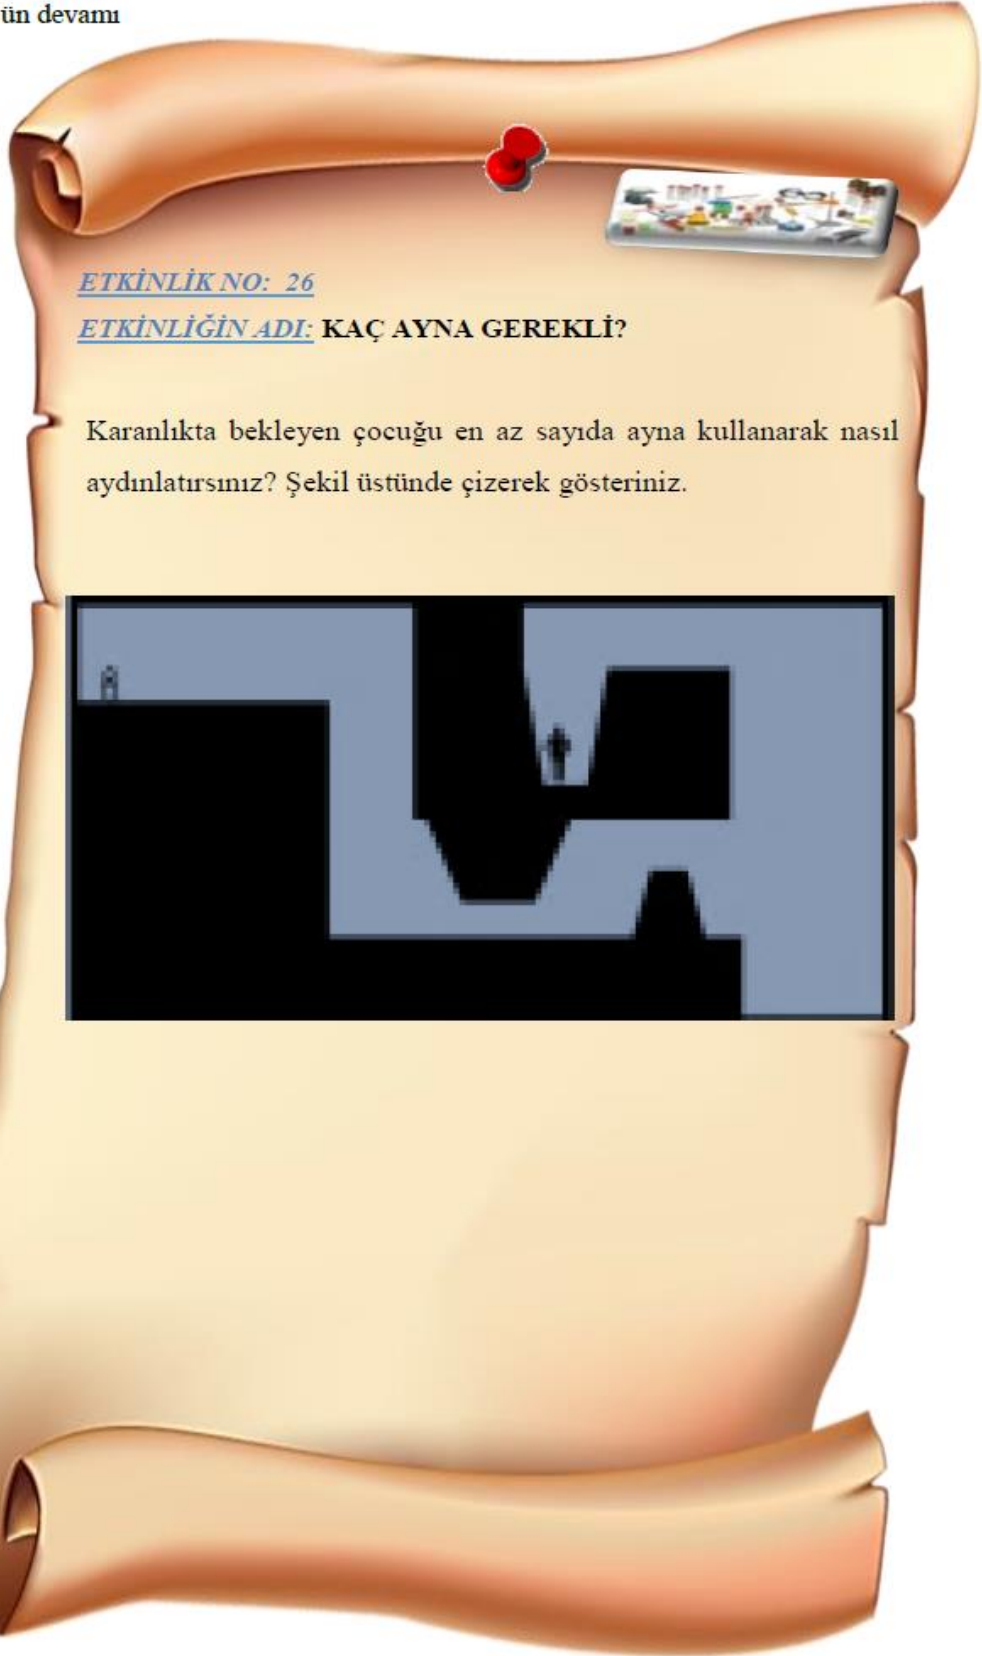 ün devamı
ETKİNLİK NO: 26
ETKİNLİĞİN ADI: KAÇ AYNA GEREKLİ?
Karanlıkta bekleyen çocuğu en az sayıda ayna kullanarak nasıl
aydınlatırsınız? Şekil üstünde çizerek gösteriniz.